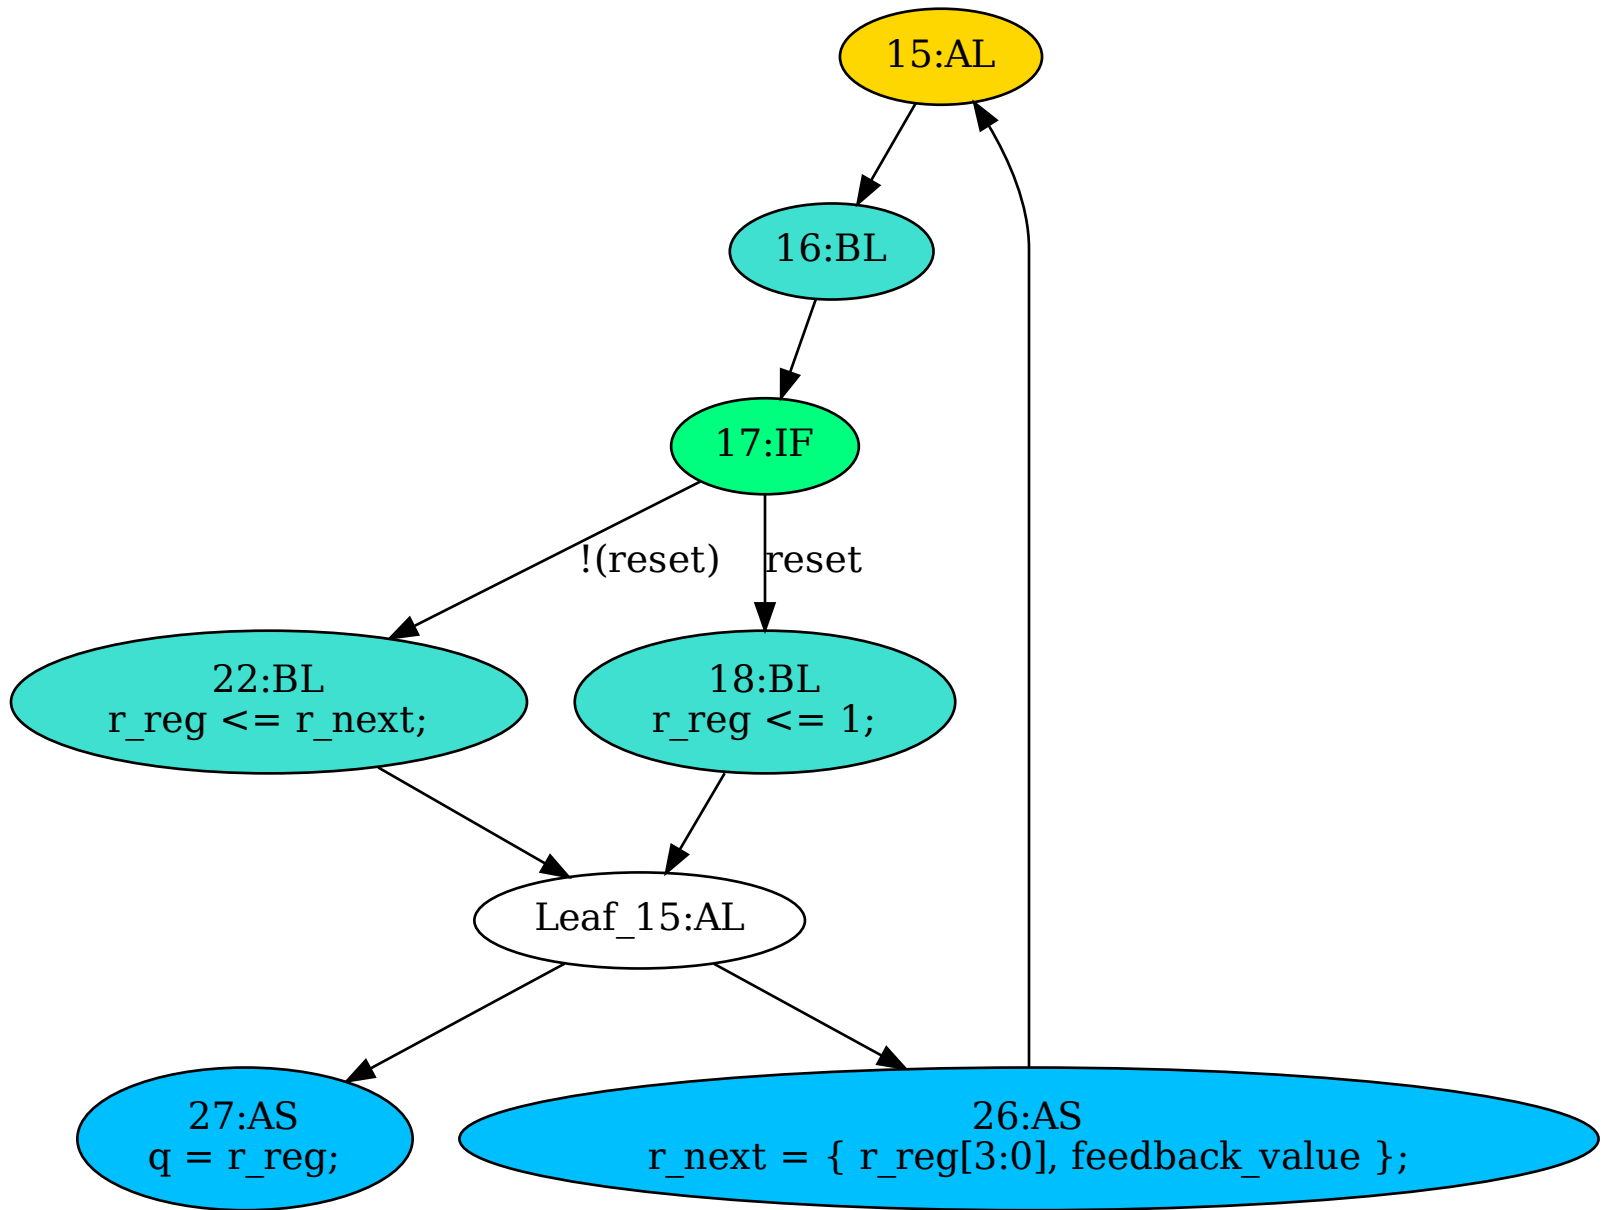 15:AL
16:BL
17:IF
!(reset)
reset
22:BL
r_reg <= r_next;
18:BL
r_reg <= 1;
Leaf_15:AL
27:AS
q = r_reg;
26:AS
r_next = { r_reg[3:0], feedback_value };